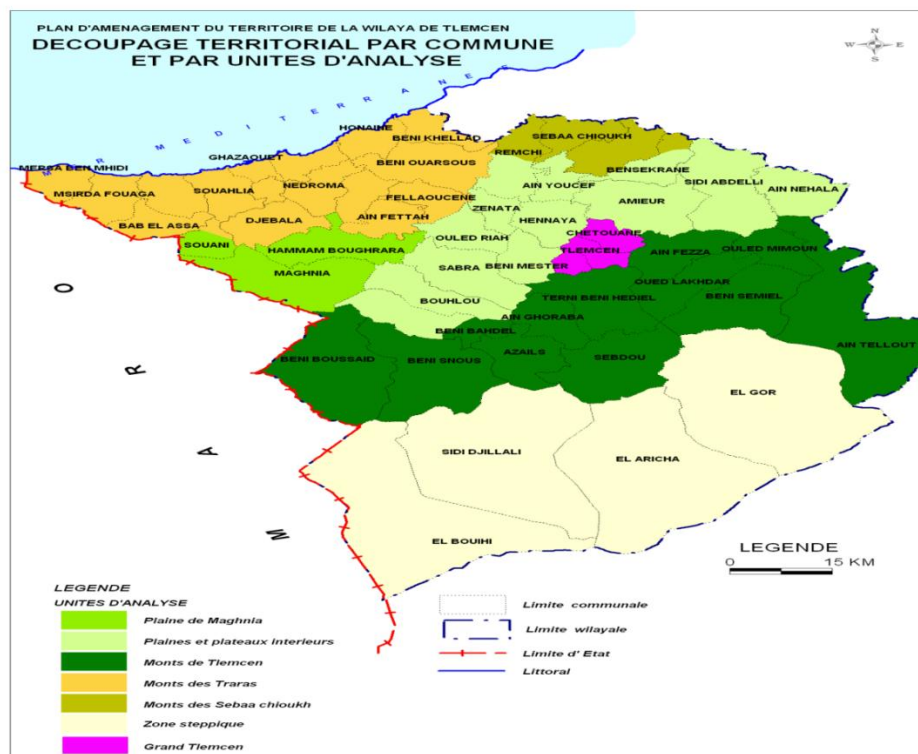 PLAN D'AMENAGEMENT DU TERRITOIRE DE LA WILAYA DE TLEMCEN
DECOUPAGE TERRITORIAL PAR COMMUNE
ET PAR UNITES D'ANALYSE
N
W E
S
MER MEDITERRANEE
HONAINE
BENI KHELLAD
SEBAA CHIOUKH
REMCHI
GHAZAOUET
BENI OUARSOUS
MERSA BEN MHIDI
BENSEKRANE
SIDI ABDELLI
NEDROMA
AIN YOUCEF
AIN NEHALA
MSIRDA FOUAGA
SOUAHLIA
FELLAOUCENE
AMIEUR
ZENATA
AIN FETTAH
HENNAYA
DJEBALA
BAB EL ASSA
CHETOUANE
OULED RIAH
SOUANI
HAMMAM BOUGHRARA
TLEMCEN
AIN FEZZA
OULED MIMOUN
BENI MESTER
SABRA
MAGHNIA
OUED LAKHDAR
TERNI BENI HEDIEL
BENI SEMIEL
BOUHLOU
AIN GHORABA
BENI BAHDEL
AIN TELLOUT
AZAILS
BENI BOUSSAID
BENI SNOUS
SEBDOU
EL GOR
SIDI DJILLALI
EL ARICHA
EL BOUIHI
M A R O
LEGENDE
0 15 KM
LEGENDE
UNITES D'ANALYSE
Plaine de Maghnia
Plaines et plateaux interieurs
Monts de Tlemcen
Monts des Traras
Monts des Sebaa chioukh
Zone steppique
Grand Tlemcen
Limite communale
Limite wilayale
Limite d' Etat
Littoral